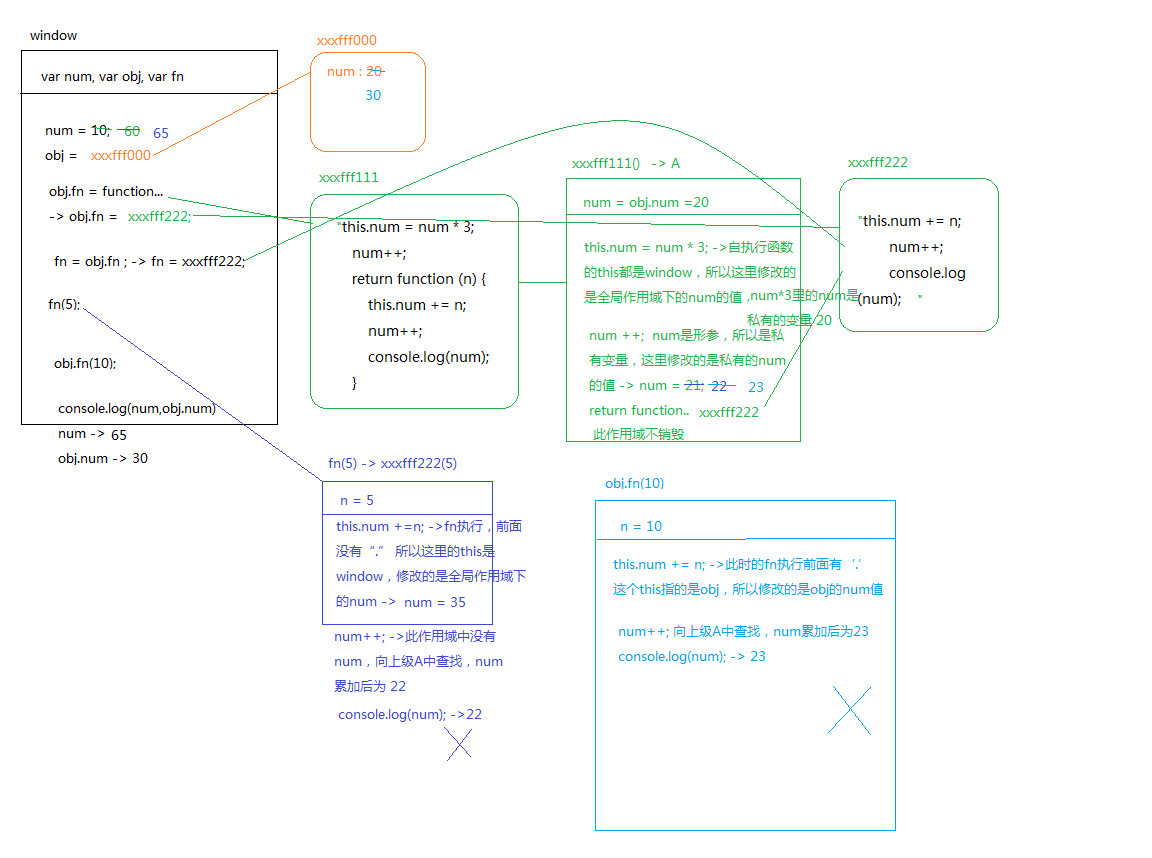 window
var num, var obj, var fn
num = 10; 60 65
obj = xxxfff000
obj.fn = function...
-> obj.fn = xxxfff222;
fn = obj.fn ; -> fn = xxxfff222;
fn(5);
obj.fn(10);
console.log(num,obj.num)
num -> 65
obj.num -> 30
xxxfff000
num : 20
30
xxxfff111
"this.num = num * 3;
num++;
return function (n) {
this.num += n;
num++;
console.log(num);
}
xxxfff111() -> A
num = obj.num =20
this.num = num * 3; ->自执行函数
的this都是window，所以这里修改的
是全局作用域下的num的值 ,num*3里的num是
私有的变量 20
num ++; num是形参，所以是私
有变量，这里修改的是私有的num
的值 -> num = 21; 22 23
return function.. xxxfff222
此作用域不销毁
xxxfff222
"this.num += n;
num++;
console.log
(num); "
fn(5) -> xxxfff222(5)
n = 5
this.num +=n; ->fn执行，前面
没有“.” 所以这里的this是
window，修改的是全局作用域下
的num -> num = 35
num++; ->此作用域中没有
num，向上级A中查找，num
累加后为 22
console.log(num); ->22
obj.fn(10)
n = 10
this.num += n; ->此时的fn执行前面有‘.’
这个this指的是obj，所以修改的是obj的num值
num++; 向上级A中查找，num累加后为23
console.log(num); -> 23